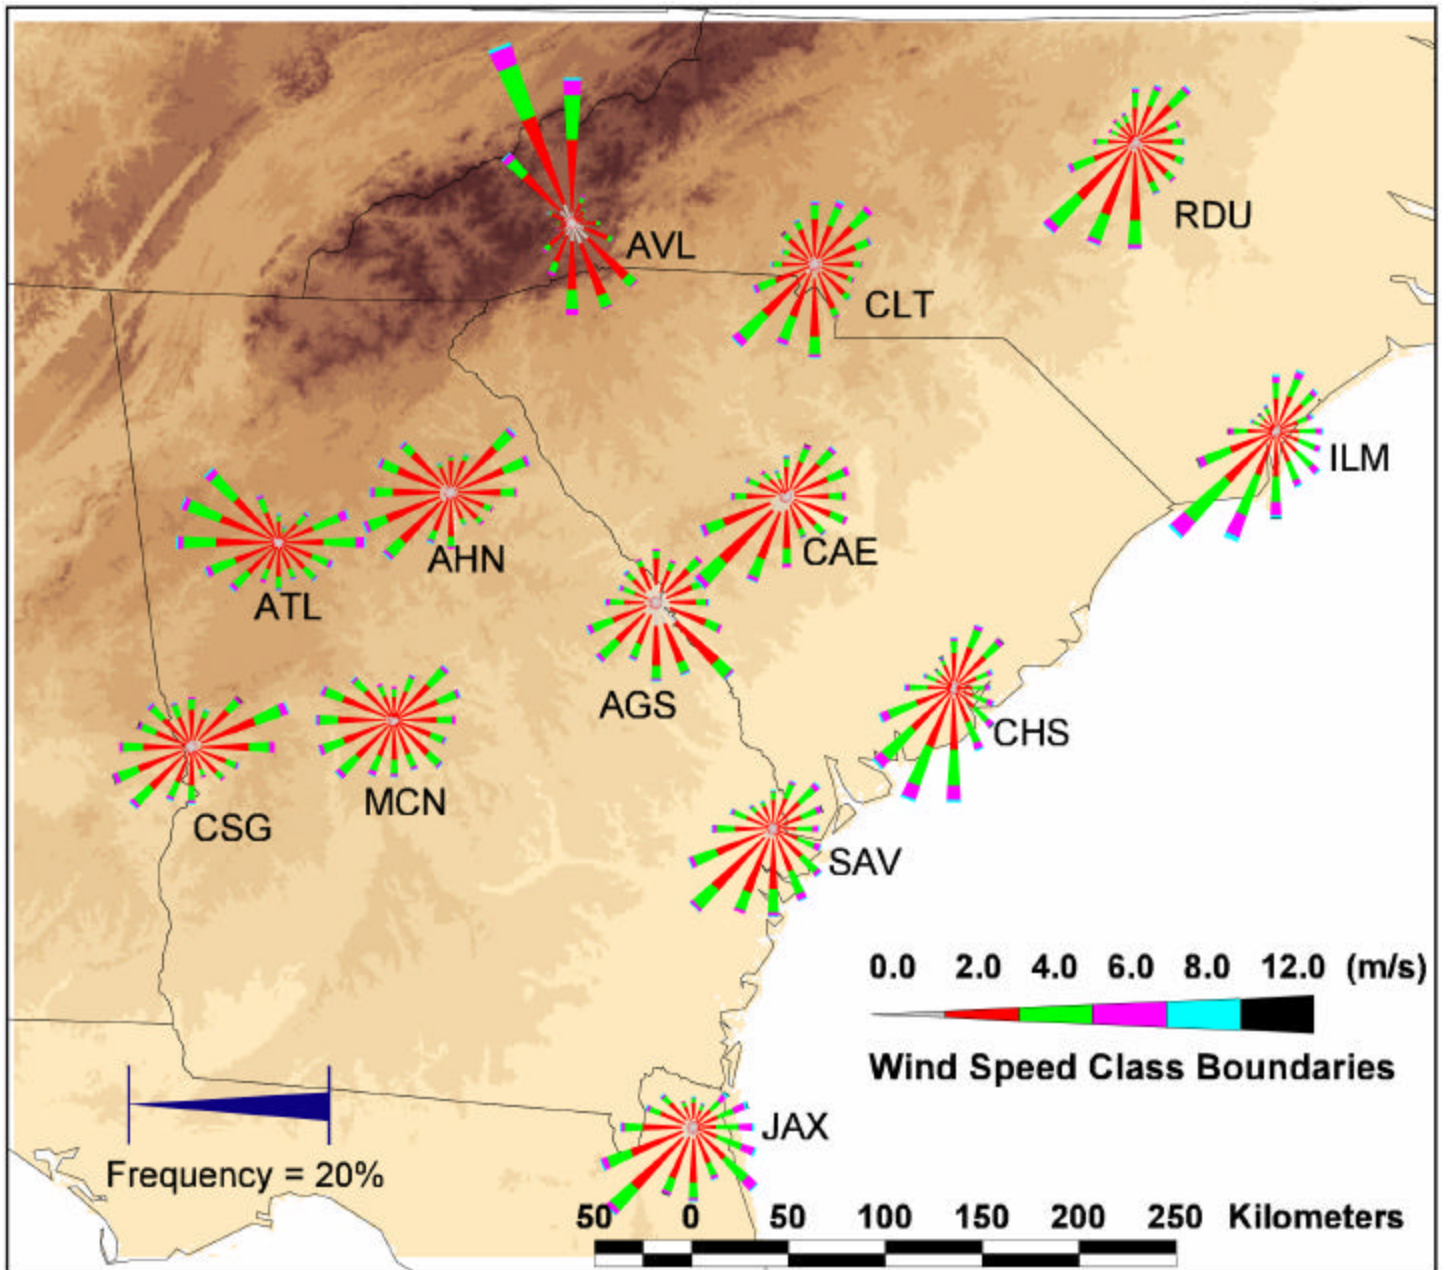 RDU
AVL
CLT
ILM
AHN
CAE
ATL
AGS
CHS
MCN
CSG
SAV
0.0 2.0 4.0 6.0 8.0 12.0 (m/s)
Wind Speed Class Boundaries
JAX
Frequency = 20%
50 0 50 100 150 200 250 Kilometers